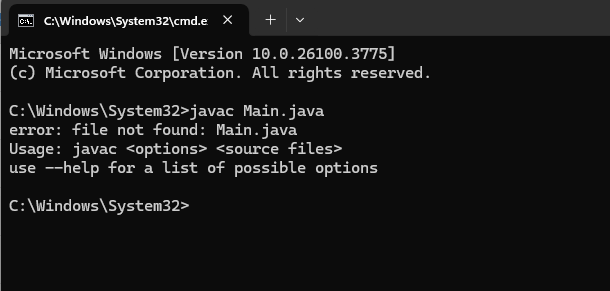 C:\Windows\System32\cmd.e:
Microsoft Windows [Version 10.0.26100.3775]
(c) Microsoft Corporation. All rights reserved.
C:\Windows\System32>javac Main.java
error: file not found: Main.java
Usage: javac <options> <source files>
use --help for a list of possible options
C:\Windows\System32>